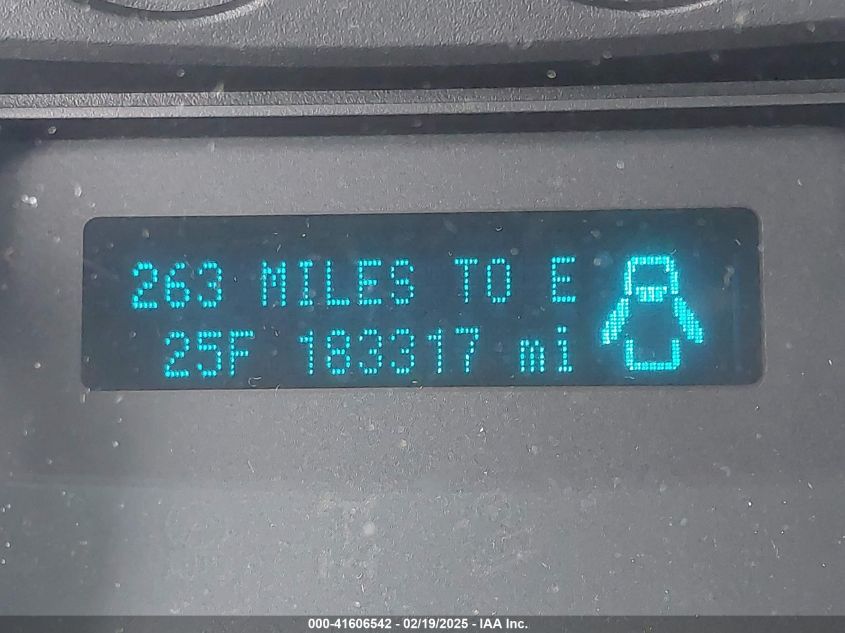 263 MILES TO E
25F 183317 mi
000-41606542 - 02/19/2025 - IAA Inc.